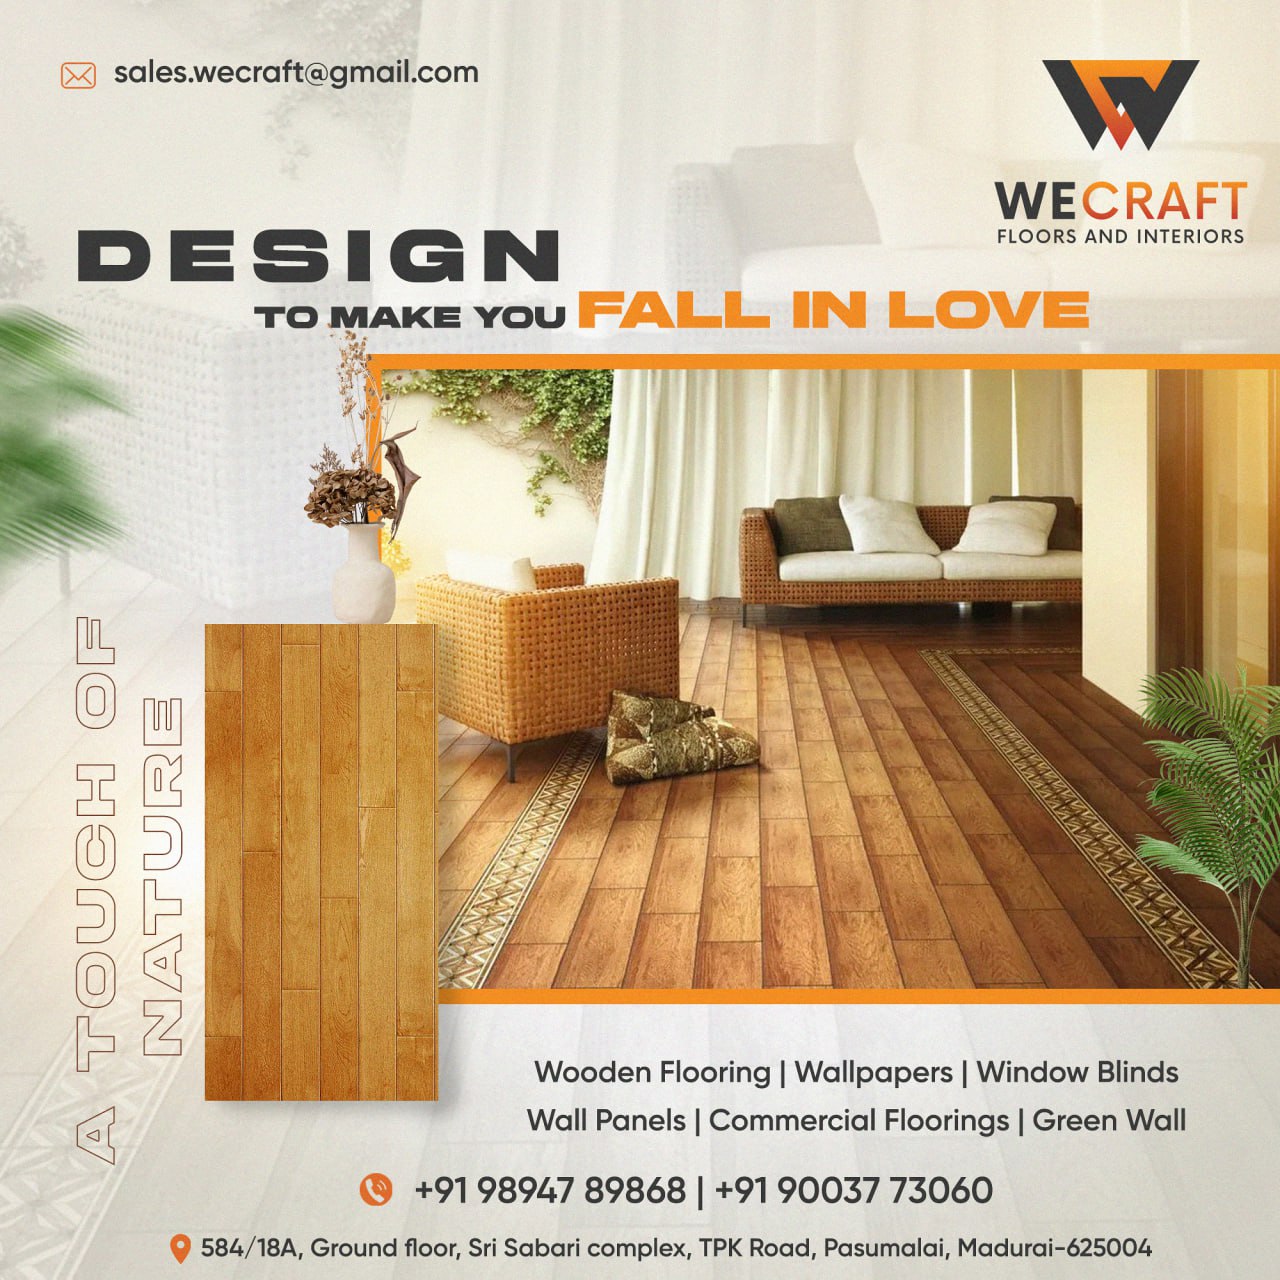 sales.wecraft@gmail.com
WECRAFT
FLOORS AND INTERIORS
DESIGN
TO MAKE YOU FALL IN LOVE
A TOUCH OF
NATURE
Wooden Flooring | Wallpapers | Window Blinds
Wall Panels | Commercial Floorings | Green Wall
+91 98947 89868 | +91 90037 73060
584/18A, Ground floor, Sri Sabari complex, TPK Road, Pasumalai, Madurai-625004